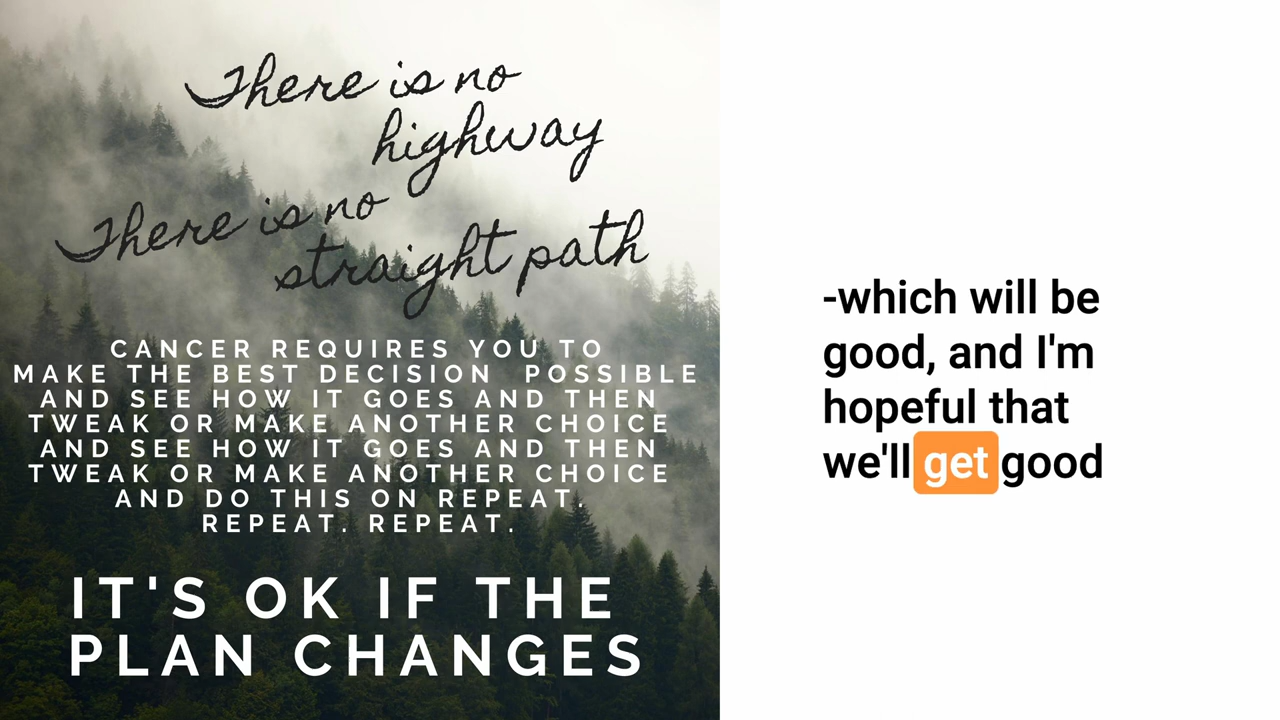 There is no
highway
There is no
straight path
CANCER REQUIRES YOU TO
MAKE THE BEST DECISION POSSIBLE
AND SEE HOW IT GOES AND THEN
TWEAK OR MAKE ANOTHER CHOICE
AND SEE HOW IT GOES AND THEN
TWEAK OR MAKE ANOTHER CHOICE
AND DO THIS ON REPEAT.
REPEAT. REPEAT.
IT'S OK IF THE
PLAN CHANGES
-which will be
good, and I'm
hopeful that
we'll get good